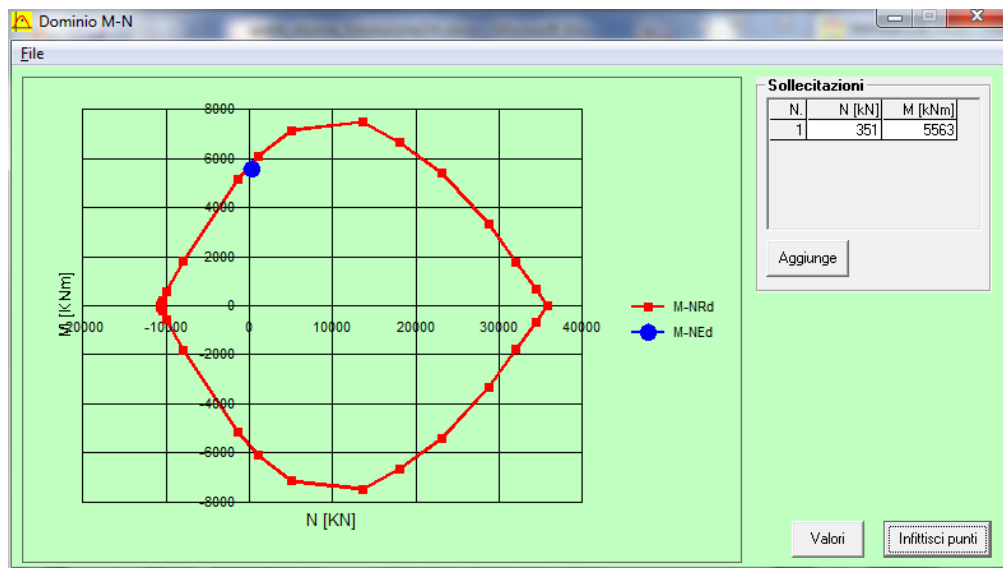 Dominio M-N
File
8000
6000
4000
2000
0
-20000
-10000
0
10000
20000
30000
40000
-2000
-4000
-6000
-8000
M [KNm]
N [KN]
M-NRd
M-NEd
Sollecitazioni
N. N [kN] M [kNm]
1 351 5563
Aggiunge
Valori
Infittisci punti